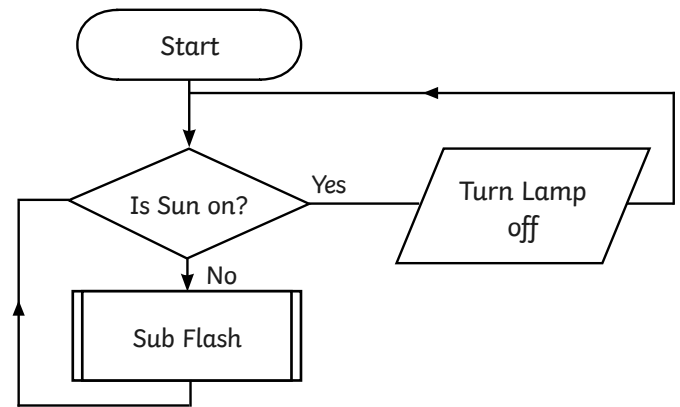 Start
Is Sun on?
Yes
Turn Lamp
off
No
Sub Flash